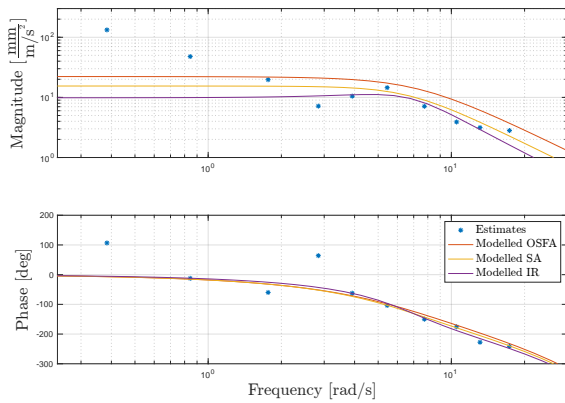 Magnitude [mm/m/s²]
10²
10¹
10⁰
10⁰
10¹
Phase [deg]
200
100
0
-100
-200
-300
Estimates
Modelled OSFA
Modelled SA
Modelled IR
10⁰
10¹
Frequency [rad/s]